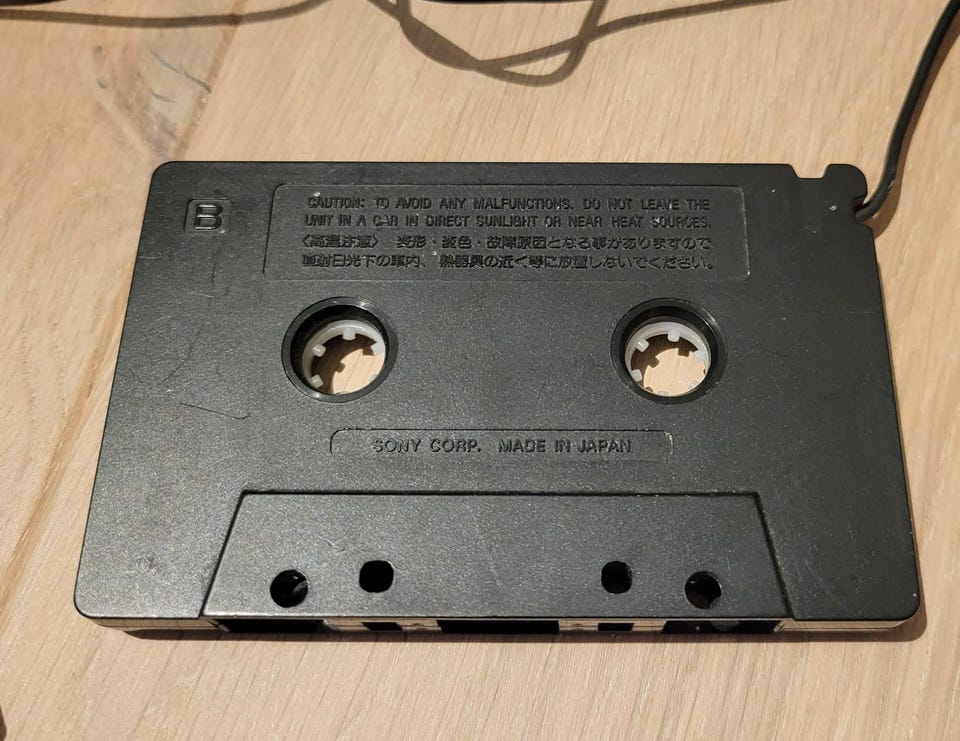 B
CAUTION: TO AVOID ANY MALFUNCTIONS. DO NOT LEAVE THE
UNIT IN A CAR IN DIRECT SUNLIGHT OR NEAR HEAT SOURCES.
〈高温注意〉 変形・変色・故障原因となる事がありますので
直射日光下の車内、熱器具の近く等に放置しないでください。
SONY CORP. MADE IN JAPAN